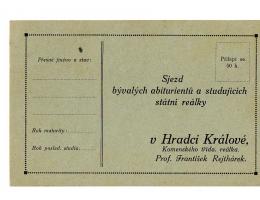 Přesné jméno a stav:
Rok maturity:
Rok posled. studia:
Přilepí se
50 h.
Sjezd
bývalých abiturientů a studujících
státní reálky
v Hradci Králové,
Komenského třída, reálka.
Prof. František Rejthárek.